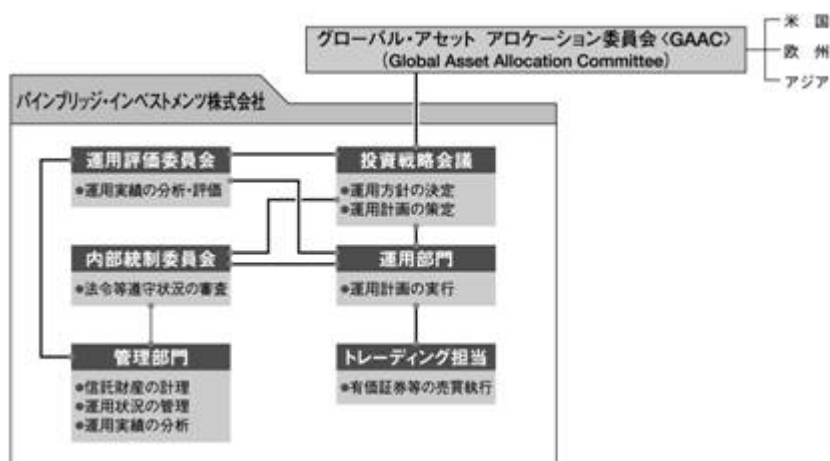 グローバル・アセット アロケーション委員会〈GAAC〉
（Global Asset Allocation Committee）
米 国
欧 州
アジア
パインブリッジ・インベストメンツ株式会社
運用評価委員会
●運用実績の分析・評価
投資戦略会議
●運用方針の決定
●運用計画の策定
内部統制委員会
●法令等遵守状況の審査
運用部門
●運用計画の実行
管理部門
●信託財産の計理
●運用状況の管理
●運用実績の分析
トレーディング担当
●有価証券等の売買執行